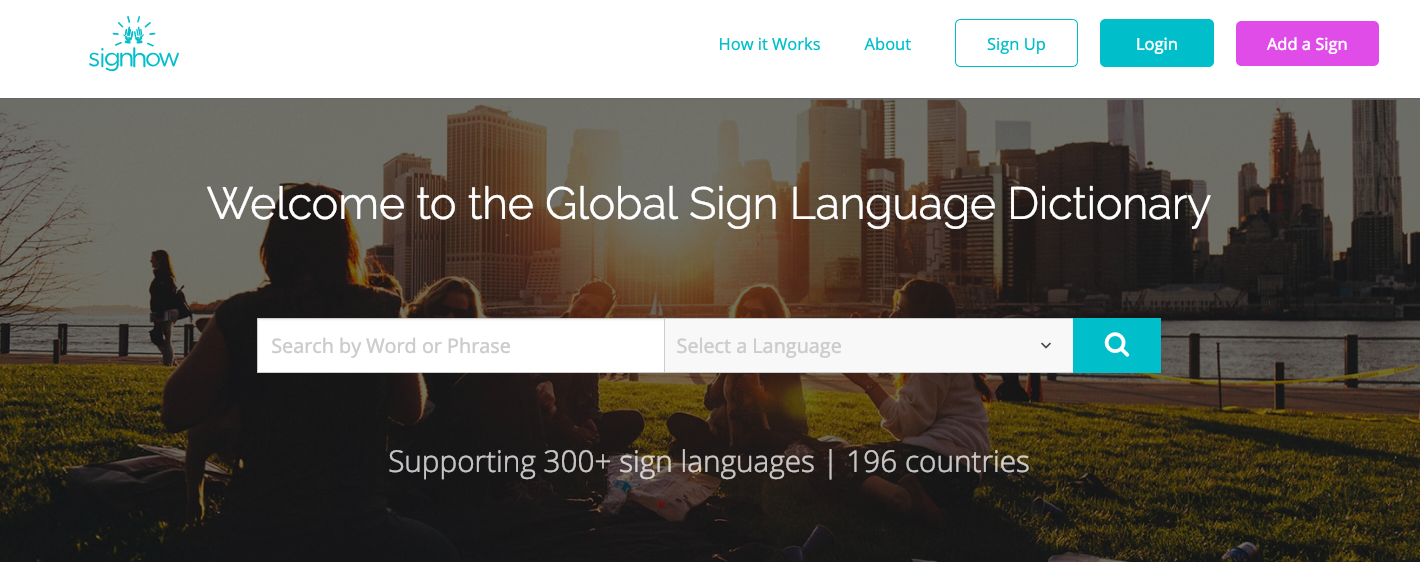 signhow
How it Works
About
Sign Up
Login
Add a Sign
Welcome to the Global Sign Language Dictionary
Search by Word or Phrase
Select a Language
Supporting 300+ sign languages | 196 countries